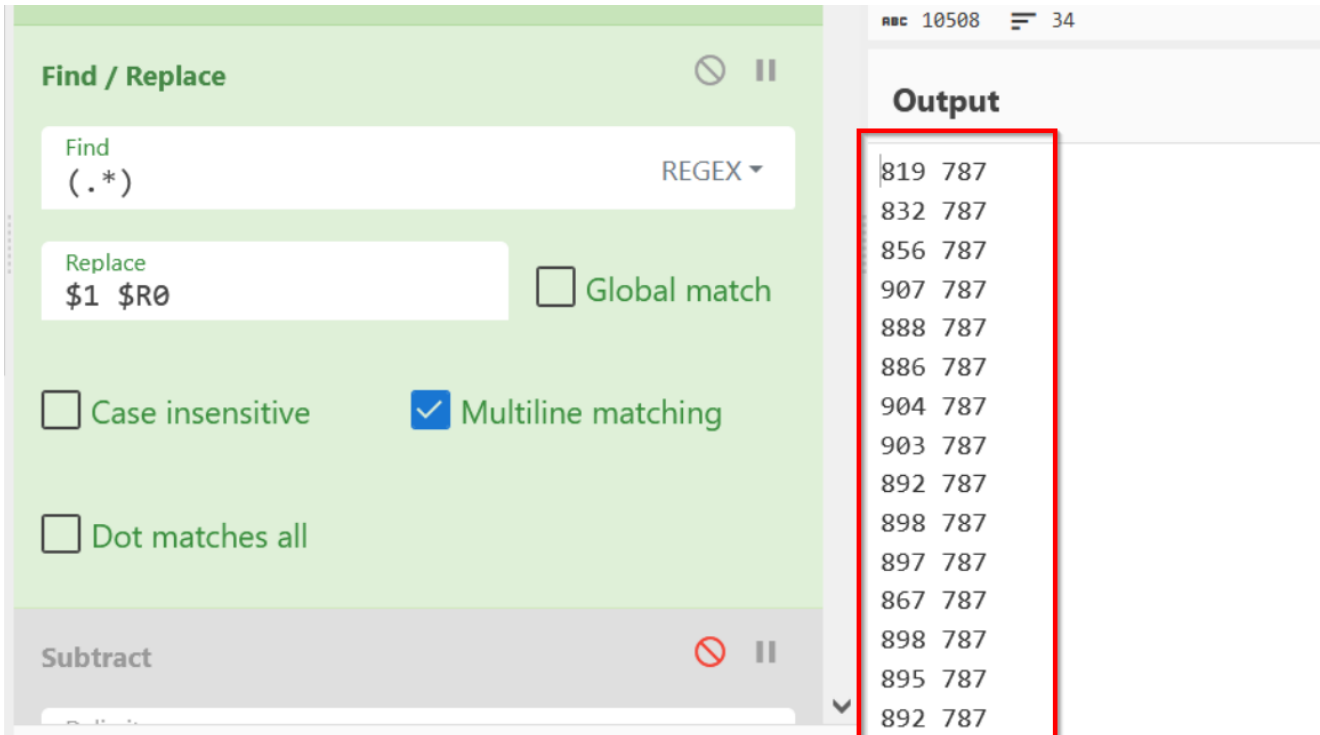 ABC 10508 34
Find / Replace
Find
(.*)
REGEX
Replace
$1 $R0
Global match
Case insensitive
Multiline matching
Dot matches all
Subtract
Output
819 787
832 787
856 787
907 787
888 787
886 787
904 787
903 787
892 787
898 787
897 787
867 787
898 787
895 787
892 787